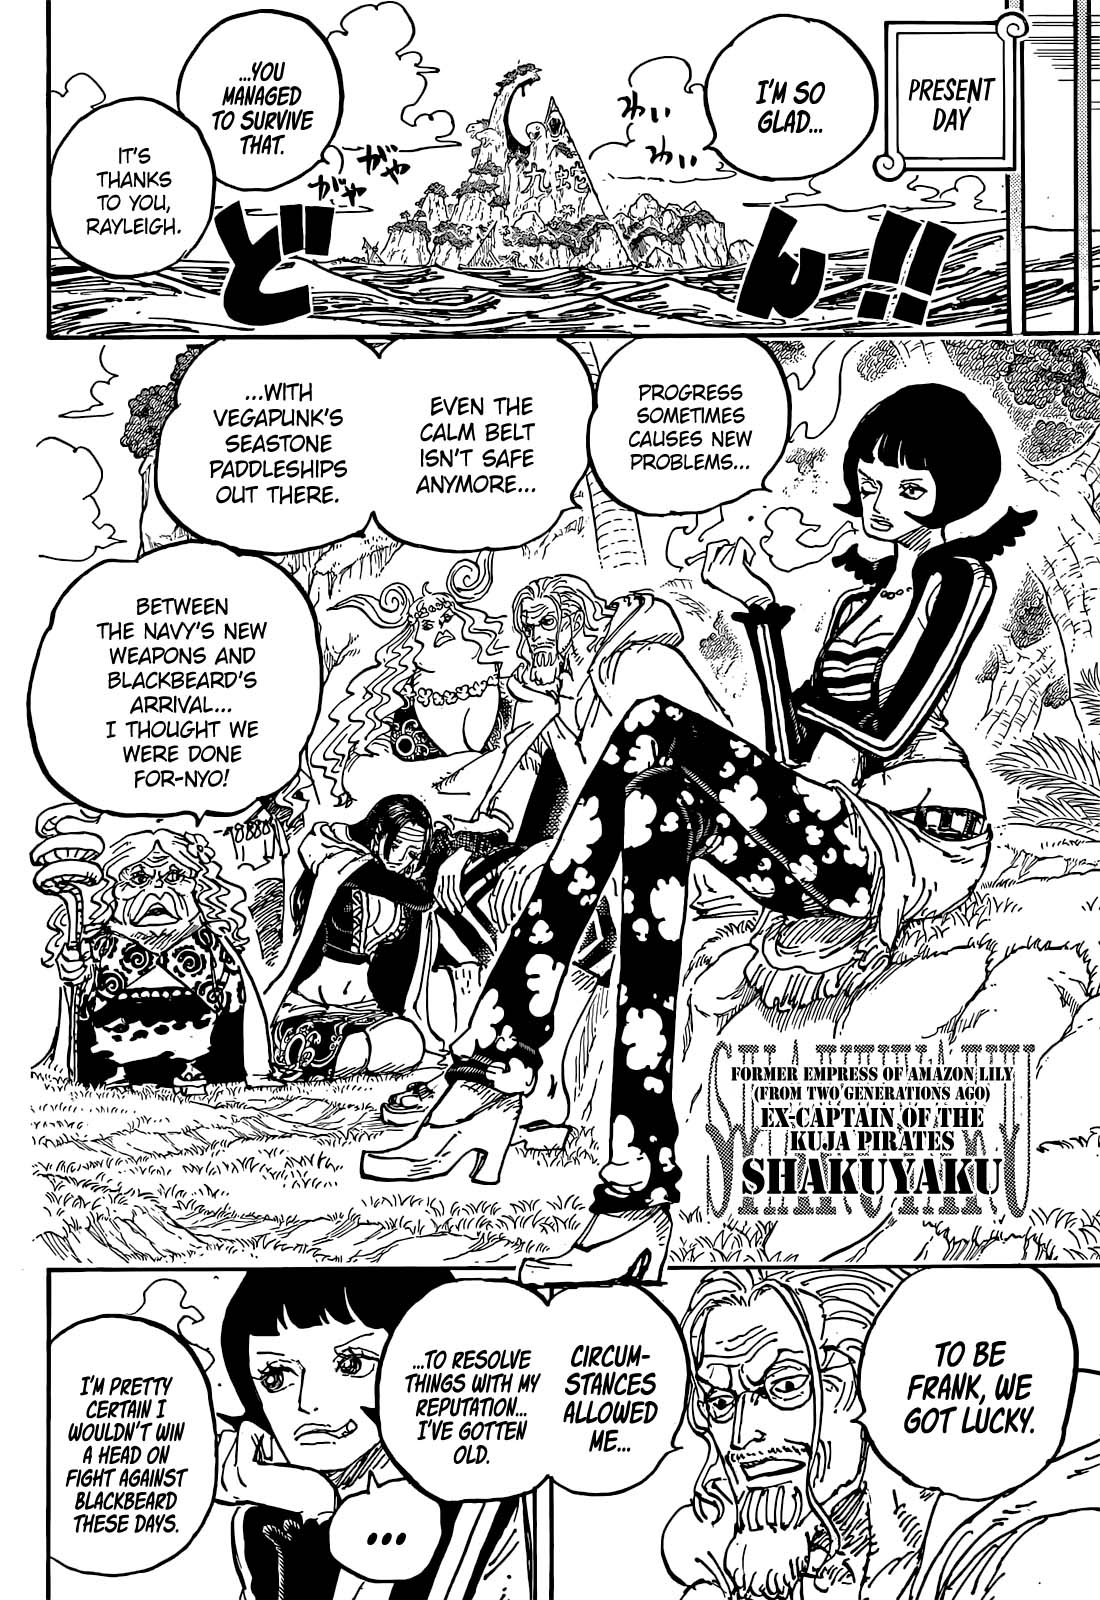 PRESENT
DAY
I'M SO
GLAD...
...YOU
MANAGED
TO SURVIVE
THAT.
IT'S
THANKS
TO YOU,
RAYLEIGH.
わい
わい
ガヤ
ガヤ
九蛇
どん!!
PROGRESS
SOMETIMES
CAUSES NEW
PROBLEMS...
EVEN THE
CALM BELT
ISN'T SAFE
ANYMORE...
...WITH
VEGAPUNK'S
SEASTONE
PADDLESHIPS
OUT THERE.
BETWEEN
THE NAVY'S NEW
WEAPONS AND
BLACKBEARD'S
ARRIVAL...
I THOUGHT WE
WERE DONE
FOR-NYO!
FORMER EMPRESS OF AMAZON LILY
(FROM TWO GENERATIONS AGO)
EX-CAPTAIN OF THE
KUJA PIRATES
SHAKUYAKU
TO BE
FRANK, WE
GOT LUCKY.
CIRCUM-
STANCES
ALLOWED
ME...
...TO RESOLVE
THINGS WITH MY
REPUTATION...
I'VE GOTTEN
OLD.
...
I'M PRETTY
CERTAIN I
WOULDN'T WIN
A HEAD ON
FIGHT AGAINST
BLACKBEARD
THESE DAYS.